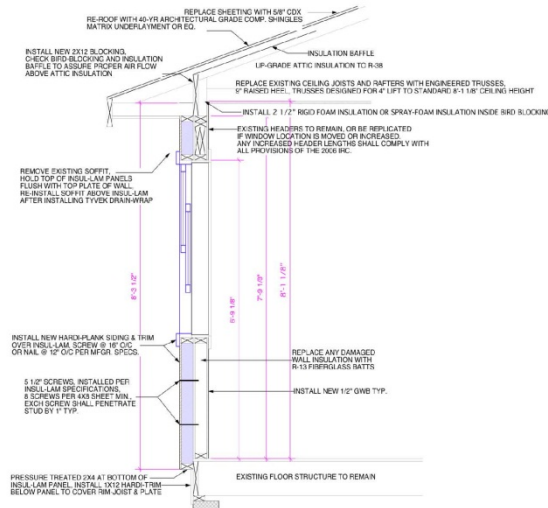 REPLACE SHEETING WITH 5/8" CDX
RE-ROOF WITH 40-YR ARCHITECTURAL GRADE COMP. SHINGLES
MATRIX UNDERLAYMENT OR EQ.
INSTALL NEW 2X12 BLOCKING,
CHECK BIRD-BLOCKING AND INSULATION
BAFFLE TO ASSURE PROPER AIR FLOW
ABOVE ATTIC INSULATION
INSULATION BAFFLE
UP-GRADE ATTIC INSULATION TO R-38
REPLACE EXISTING CEILING JOISTS AND RAFTERS WITH ENGINEERED TRUSSES,
9" RAISED HEEL, TRUSSES DESIGNED FOR 4" LIFT TO STANDARD 8'-1 1/8" CEILING HEIGHT
INSTALL 2 1/2" RIGID FOAM INSULATION OR SPRAY-FOAM INSULATION INSIDE BIRD BLOCKING
EXISTING HEADERS TO REMAIN, OR BE REPLICATED
IF WINDOW LOCATION IS MOVED OR INCREASED.
ANY INCREASED HEADER LENGTHS SHALL COMPLY WITH
ALL PROVISIONS OF THE 2006 IRC.
REMOVE EXISTING SOFFIT,
HOLD TOP OF INSUL-LAM PANELS
FLUSH WITH TOP PLATE OF WALL,
RE-INSTALL SOFFIT ABOVE INSUL-LAM
AFTER INSTALLING TYVEK DRAIN-WRAP
8'-3 1/2"
6'-9 1/8"
7'-9 1/2"
8'-1 1/8"
INSTALL NEW HARDI-PLANK SIDING & TRIM
OVER INSUL-LAM, SCREW @ 16" O/C
OR NAIL @ 12" O/C PER MFGR. SPECS.
REPLACE ANY DAMAGED
WALL INSULATION WITH
R-13 FIBERGLASS BATTS
5 1/2" SCREWS, INSTALLED PER
INSUL-LAM SPECIFICATIONS,
8 SCREWS PER 4X8 SHEET MIN.,
EXCH SCREW SHALL PENETRATE
STUD BY 1" TYP.
INSTALL NEW 1/2" GWB TYP.
PRESSURE TREATED 2X4 AT BOTTOM OF
INSUL-LAM PANEL, INSTALL 1X12 HARDI-TRIM
BELOW PANEL TO COVER RIM JOIST & PLATE
EXISTING FLOOR STRUCTURE TO REMAIN